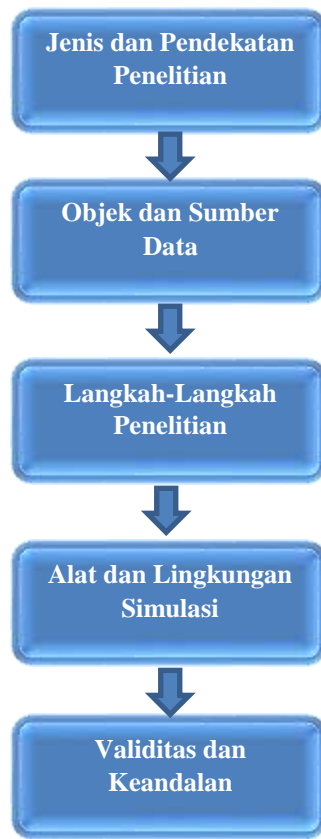 Jenis dan Pendekatan
Penelitian
Objek dan Sumber
Data
Langkah-Langkah
Penelitian
Alat dan Lingkungan
Simulasi
Validitas dan
Keandalan